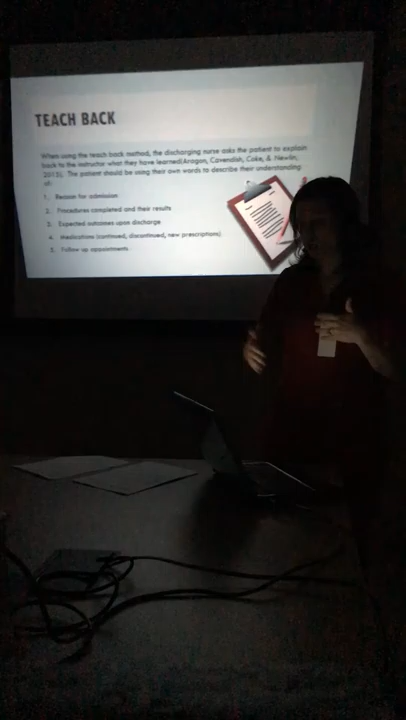 TEACH BACK
When using the teach back method, the discharging nurse asks the patient to explain
back to the instructor what they have learned(Aragon, Cavendish, Coke, & Newlin,
2015). The patient should be using their own words to describe their understanding
of:
1. Reason for admission
2. Procedures completed and their results
3. Expected outcomes upon discharge
4. Medications (continued, discontinued, new prescriptions)
5. Follow up appointments